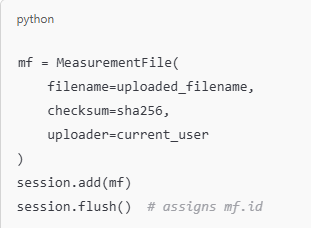 python
mf = MeasurementFile(
    filename=uploaded_filename,
    checksum=sha256,
    uploader=current_user
)
session.add(mf)
session.flush()  # assigns mf.id